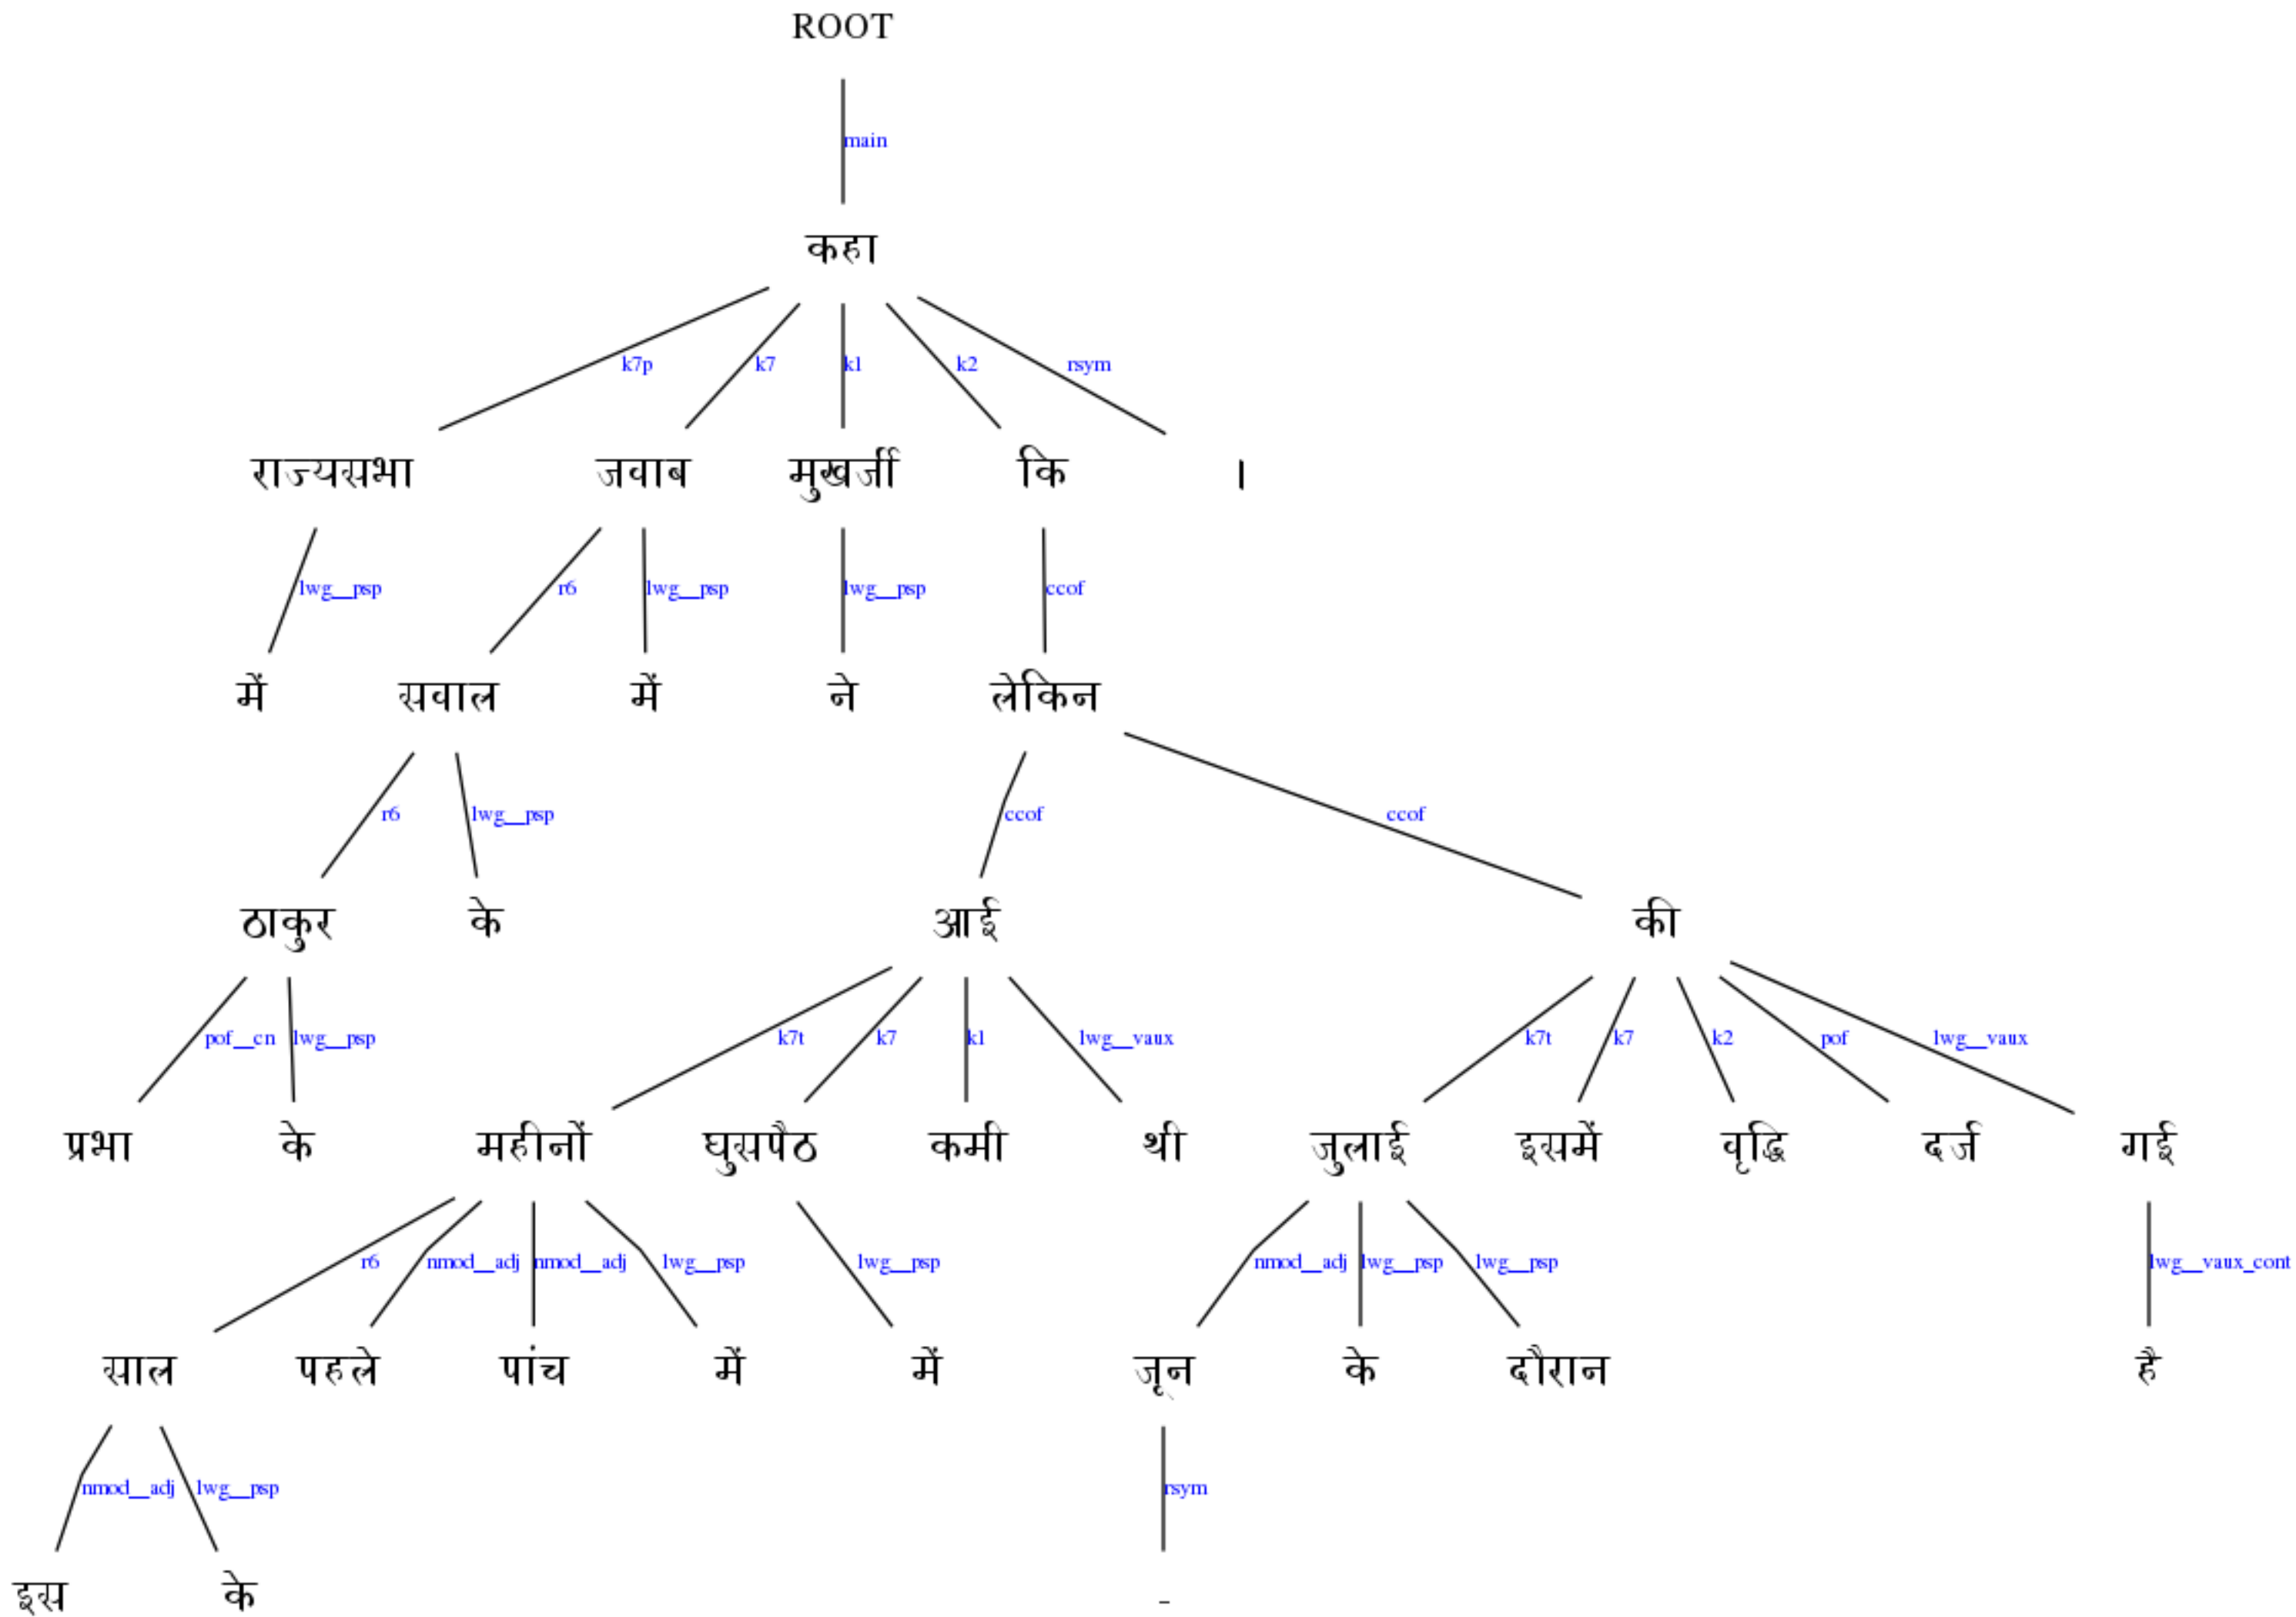 ROOT
main
कहा
k7p k7 k1 k2 rsym
राज्यसभा जवाब मुखर्जी कि ।
lwg__psp r6 lwg__psp lwg__psp ccof
में सवाल में ने लेकिन
r6 lwg__psp ccof ccof
ठाकुर के आई की
pof__cn lwg__psp k7t k7 k1 lwg__vaux k7t k7 k2 pof lwg__vaux
प्रभा के महीनों घुसपैठ कमी थी जुलाई इसमें वृद्धि दर्ज गई
r6 nmod__adj nmod__adj lwg__psp lwg__psp nmod__adj lwg__psp lwg__psp lwg__vaux_cont
साल पहले पांच में में जून के दौरान है
nmod__adj lwg__psp rsym
इस के -